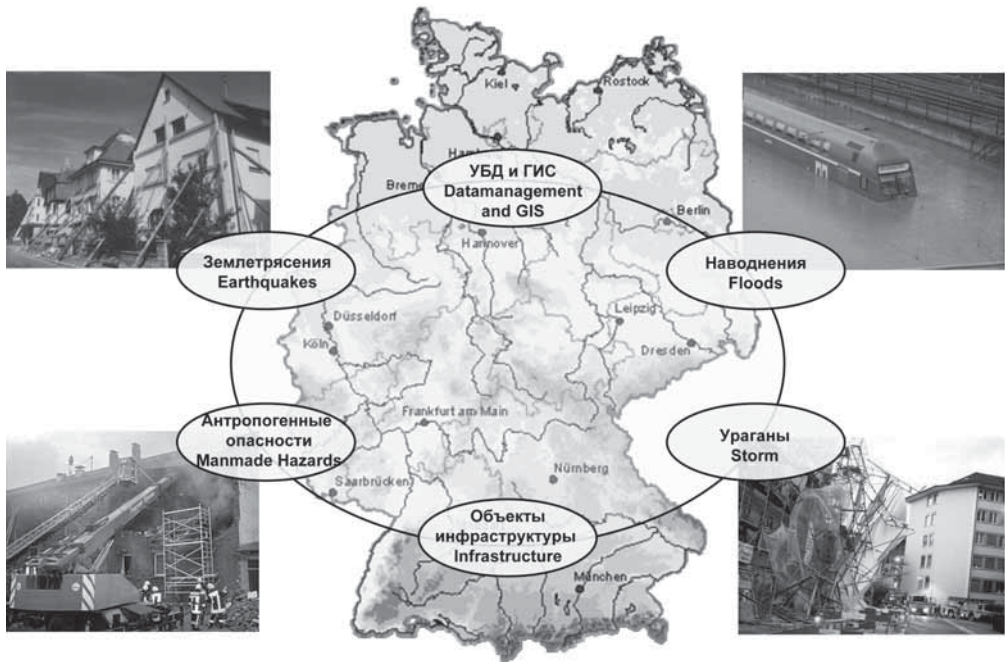 Kiel
Rostock
УБД и ГИС
Datamanagement
and GIS
Berlin
Hannover
Землетрясения
Earthquakes
Наводнения
Floods
Leipzig
Düsseldorf
Köln
Dresden
Frankfurt am Main
Антропогенные
опасности
Manmade Hazards
Ураганы
Storm
Nürnberg
Saarbrücken
Объекты
инфраструктуры
Infrastructure
München